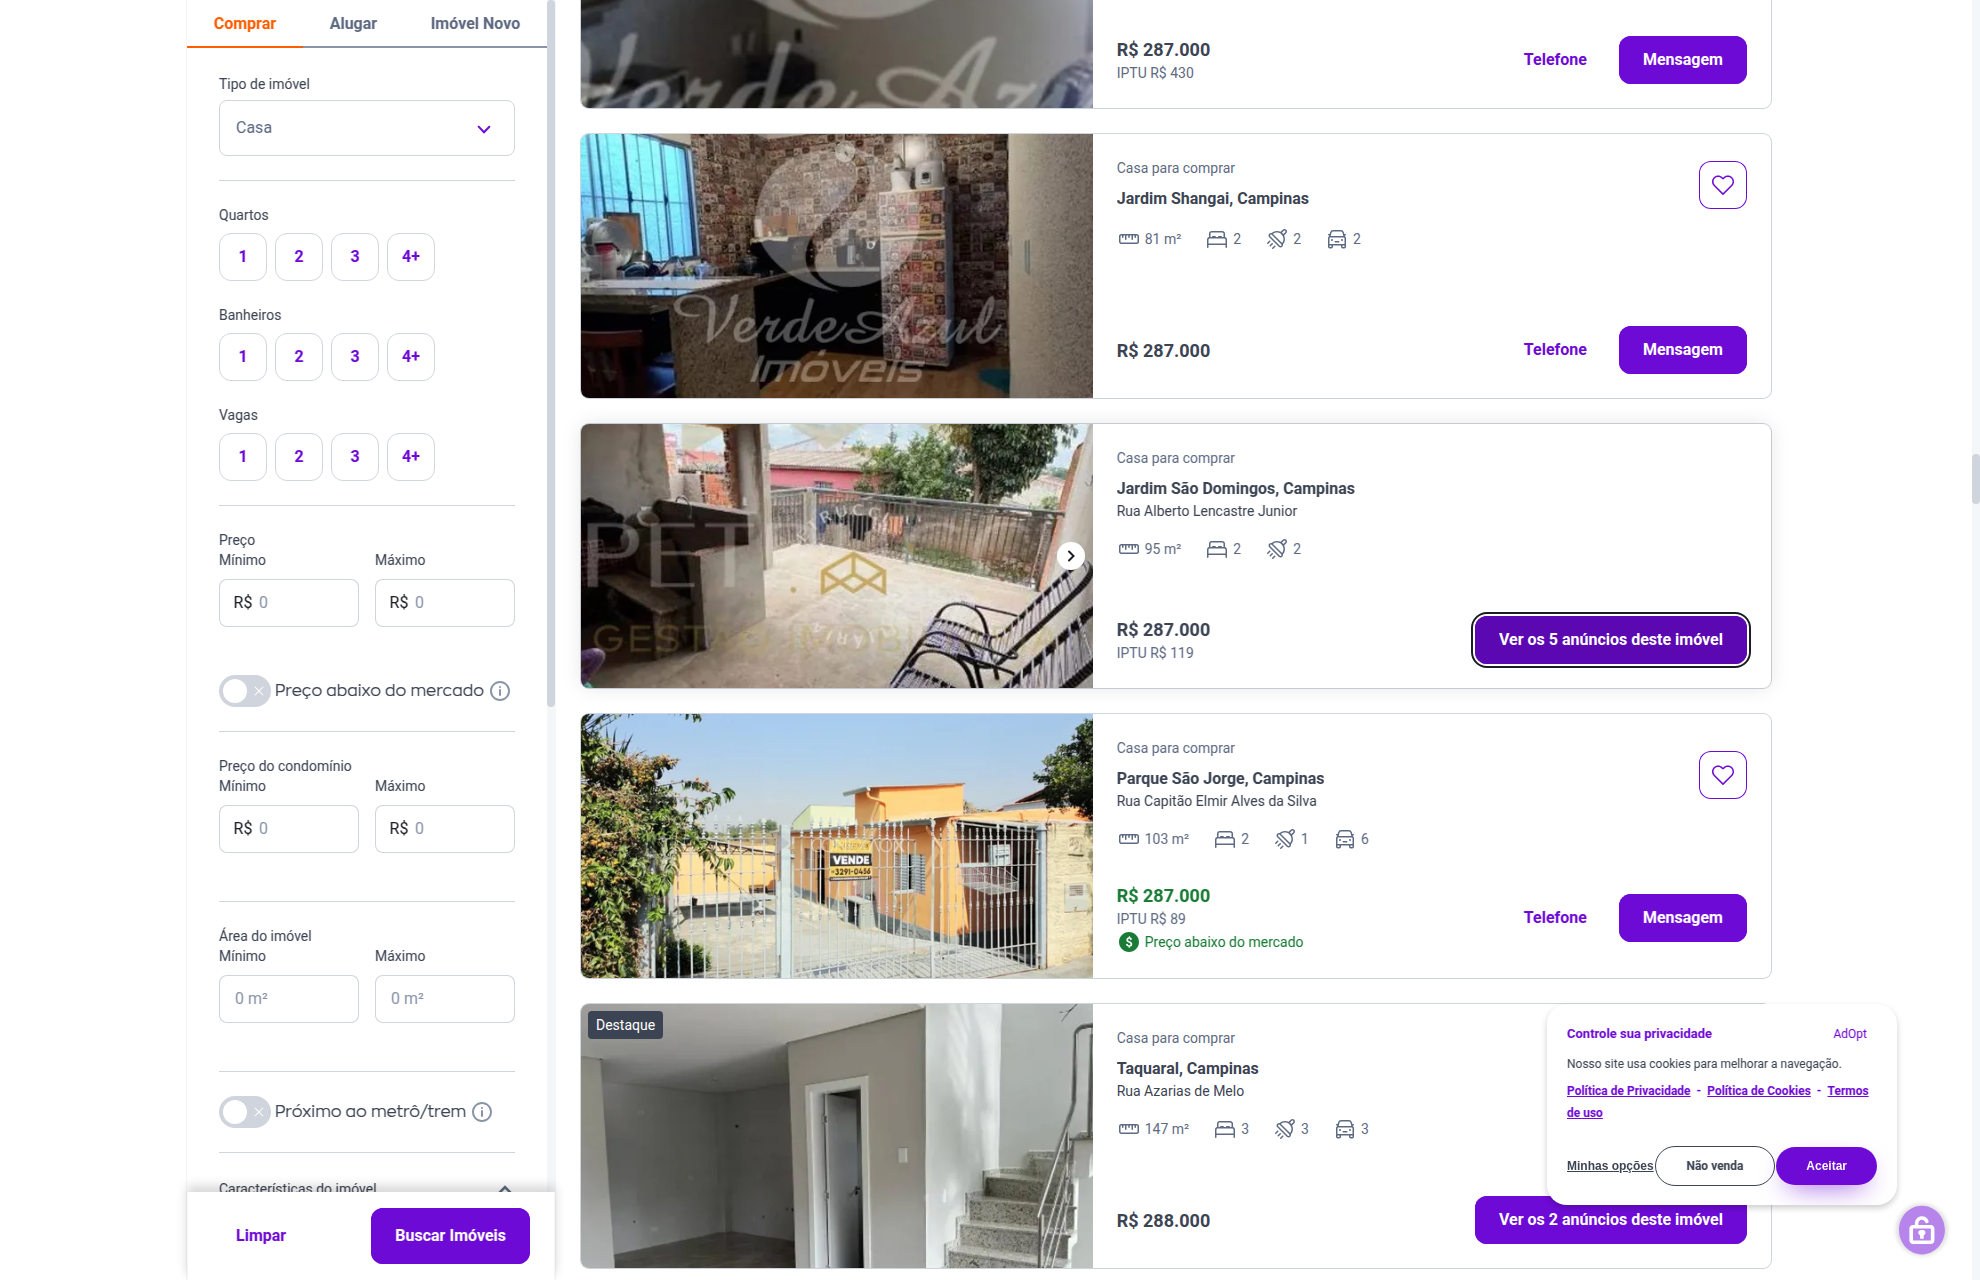 Comprar
Alugar
Imóvel Novo
Tipo de imóvel
Casa
Quartos
1
2
3
4+
Banheiros
1
2
3
4+
Vagas
1
2
3
4+
Preço
Mínimo
Máximo
R$ 0
R$ 0
Preço abaixo do mercado
Preço do condomínio
Mínimo
Máximo
R$ 0
R$ 0
Área do imóvel
Mínimo
Máximo
0 m²
0 m²
Próximo ao metrô/trem
Características do imóvel
Limpar
Buscar Imóveis
Verde Azul
R$ 287.000
IPTU R$ 430
Telefone
Mensagem
Verde Azul
Imóveis
Casa para comprar
Jardim Shangai, Campinas
81 m²
2
2
2
R$ 287.000
Telefone
Mensagem
PET
Casa para comprar
Jardim São Domingos, Campinas
Rua Alberto Lencastre Junior
95 m²
2
2
R$ 287.000
IPTU R$ 119
Ver os 5 anúncios deste imóvel
VENDE
3291-0456
Casa para comprar
Parque São Jorge, Campinas
Rua Capitão Elmir Alves da Silva
103 m²
2
1
6
R$ 287.000
IPTU R$ 89
$ Preço abaixo do mercado
Telefone
Mensagem
Destaque
Casa para comprar
Taquaral, Campinas
Rua Azarias de Melo
147 m²
3
3
3
R$ 288.000
Ver os 2 anúncios deste imóvel
Controle sua privacidade
AdOpt
Nosso site usa cookies para melhorar a navegação.
Política de Privacidade - Política de Cookies - Termos
de uso
Minhas opções
Não venda
Aceitar